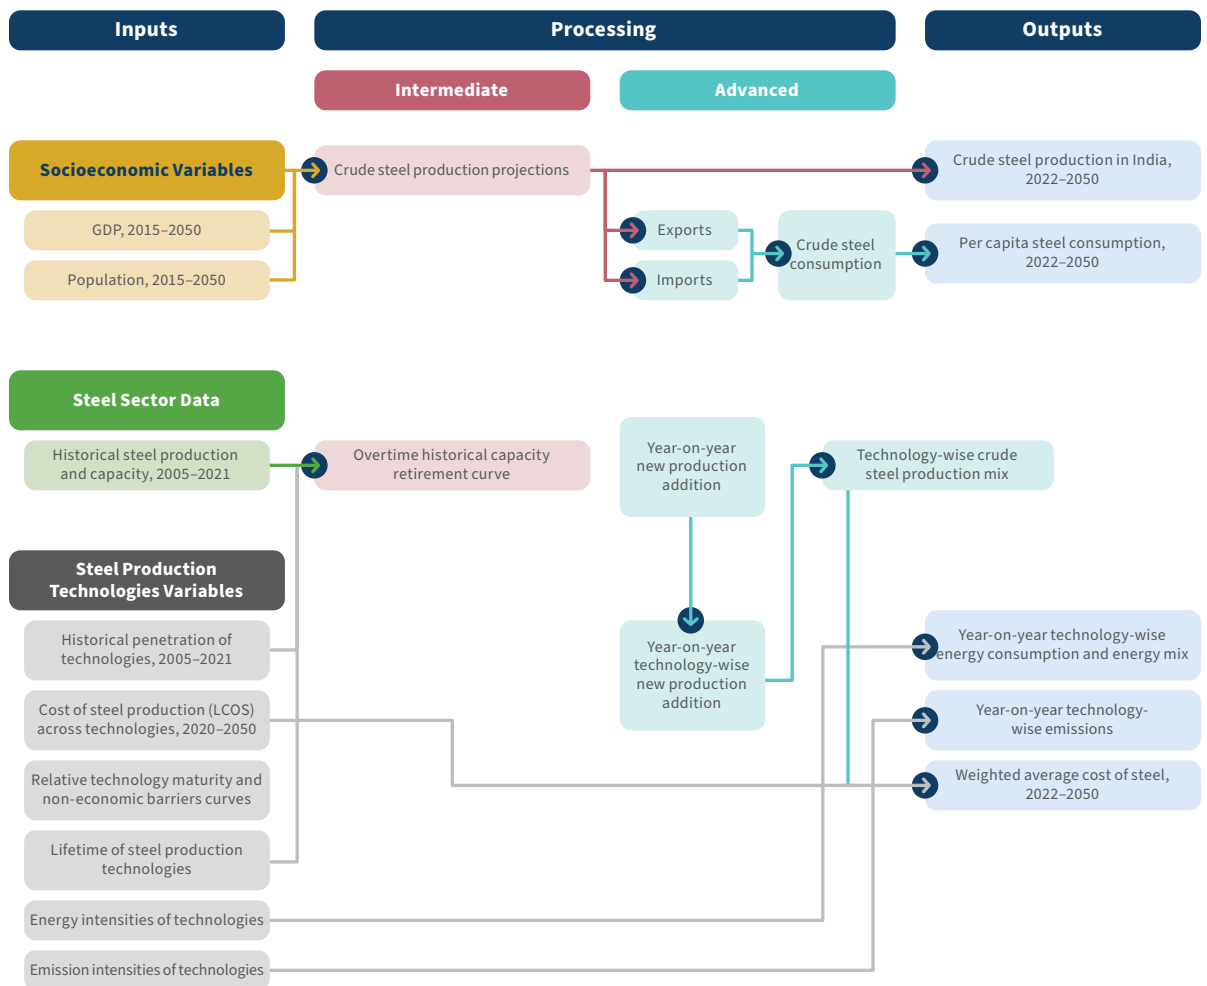 Inputs
Processing
Outputs
Intermediate
Advanced
Socioeconomic Variables
GDP, 2015–2050
Population, 2015–2050
Crude steel production projections
Exports
Imports
Crude steel
consumption
Crude steel production in India,
2022–2050
Per capita steel consumption,
2022–2050
Steel Sector Data
Historical steel production
and capacity, 2005–2021
Overtime historical capacity
retirement curve
Year-on-year
new production
addition
Technology-wise crude
steel production mix
Steel Production
Technologies Variables
Historical penetration of
technologies, 2005–2021
Cost of steel production (LCOS)
across technologies, 2020–2050
Relative technology maturity and
non-economic barriers curves
Lifetime of steel production
technologies
Energy intensities of technologies
Emission intensities of technologies
Year-on-year
technology-wise
new production
addition
Year-on-year technology-wise
energy consumption and energy mix
Year-on-year technology-
wise emissions
Weighted average cost of steel,
2022–2050